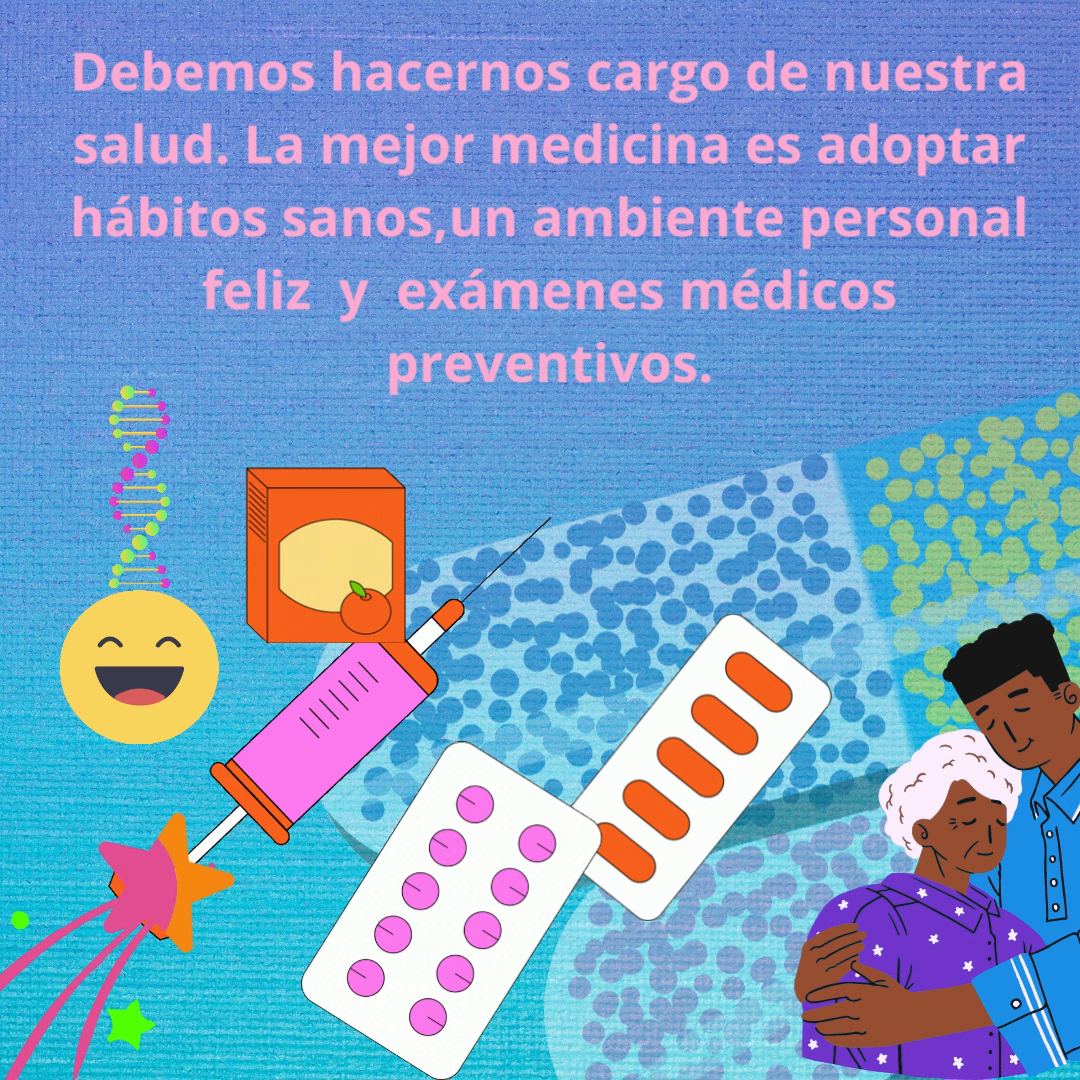 Debemos hacernos cargo de nuestra
salud. La mejor medicina es adoptar
hábitos sanos,un ambiente personal
feliz y exámenes médicos
preventivos.